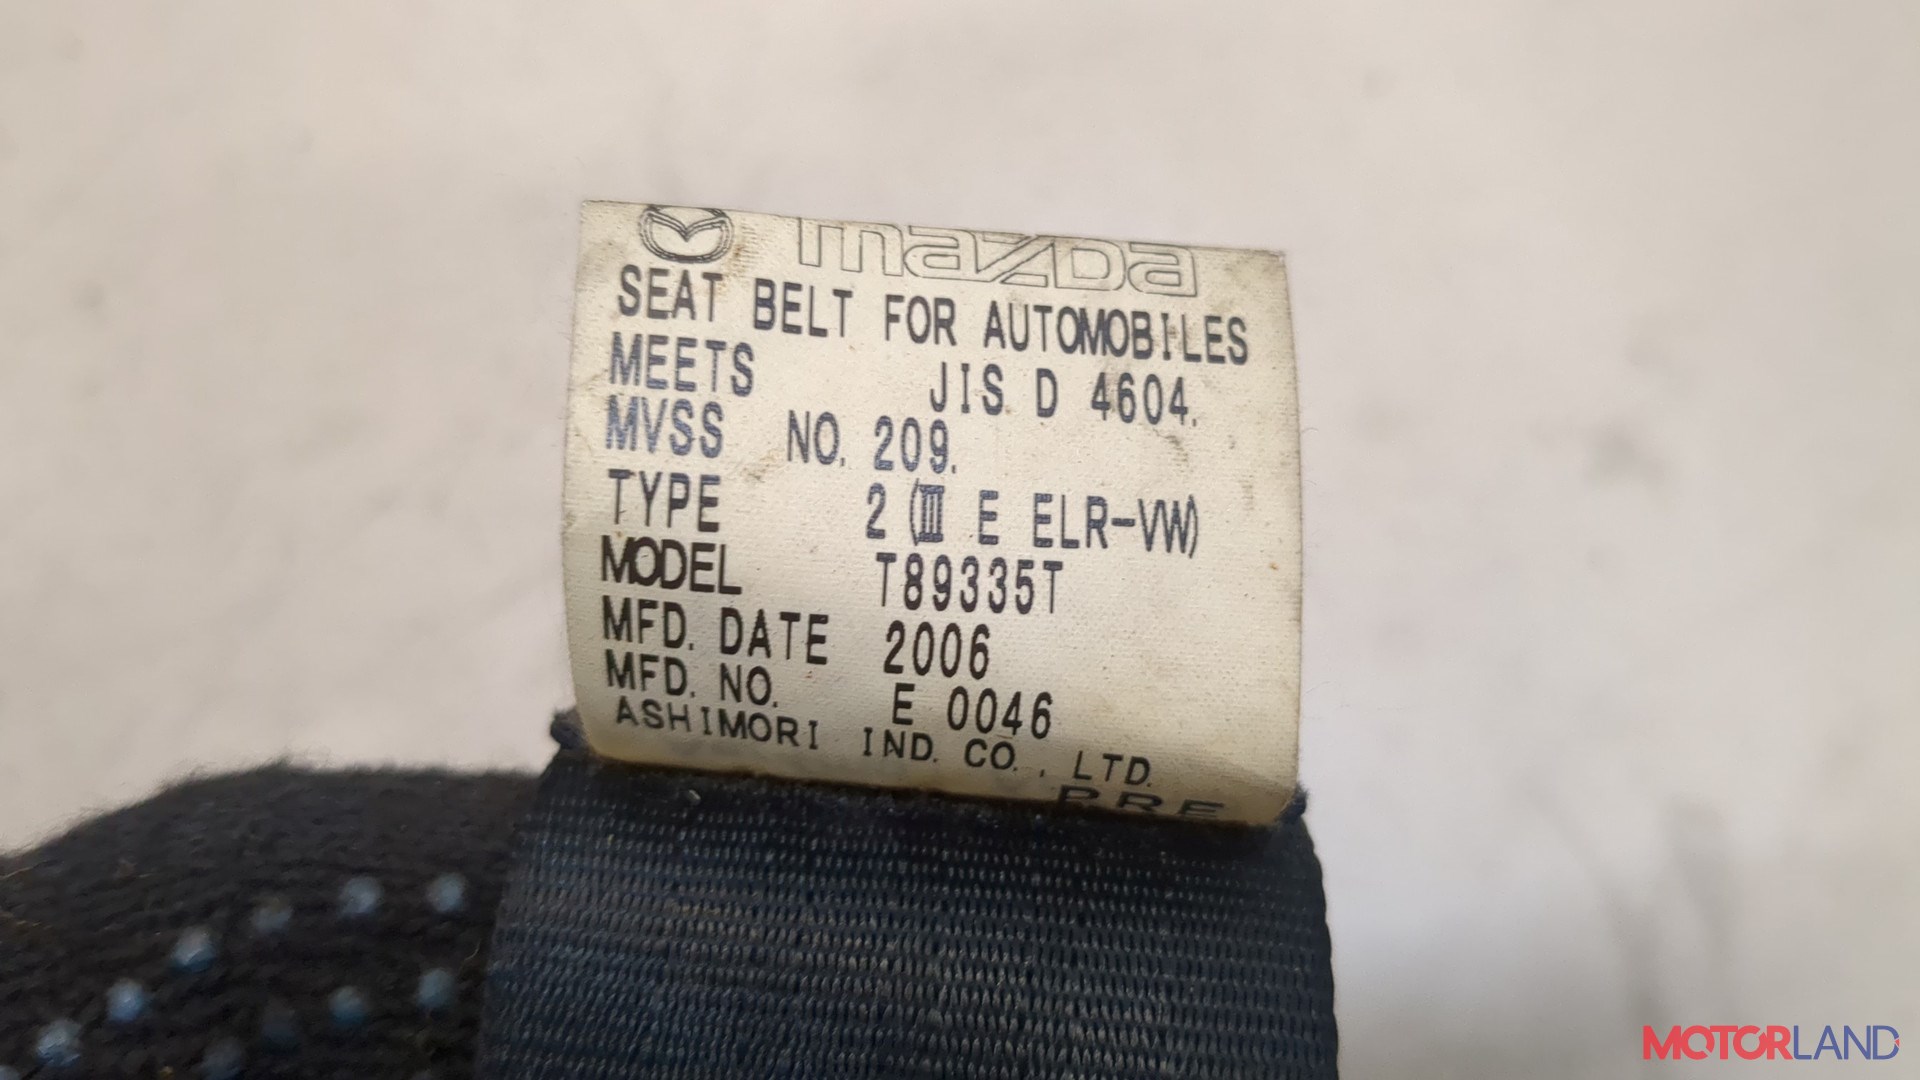 mazda
SEAT BELT FOR AUTOMOBILES
MEETS JIS D 4604.
MVSS NO. 209.
TYPE 2 (Ⅲ E ELR-VW)
MODEL T89335T
MFD. DATE 2006
MFD. NO. E 0046
ASHIMORI IND. CO., LTD.
PRE
MOTORLAND